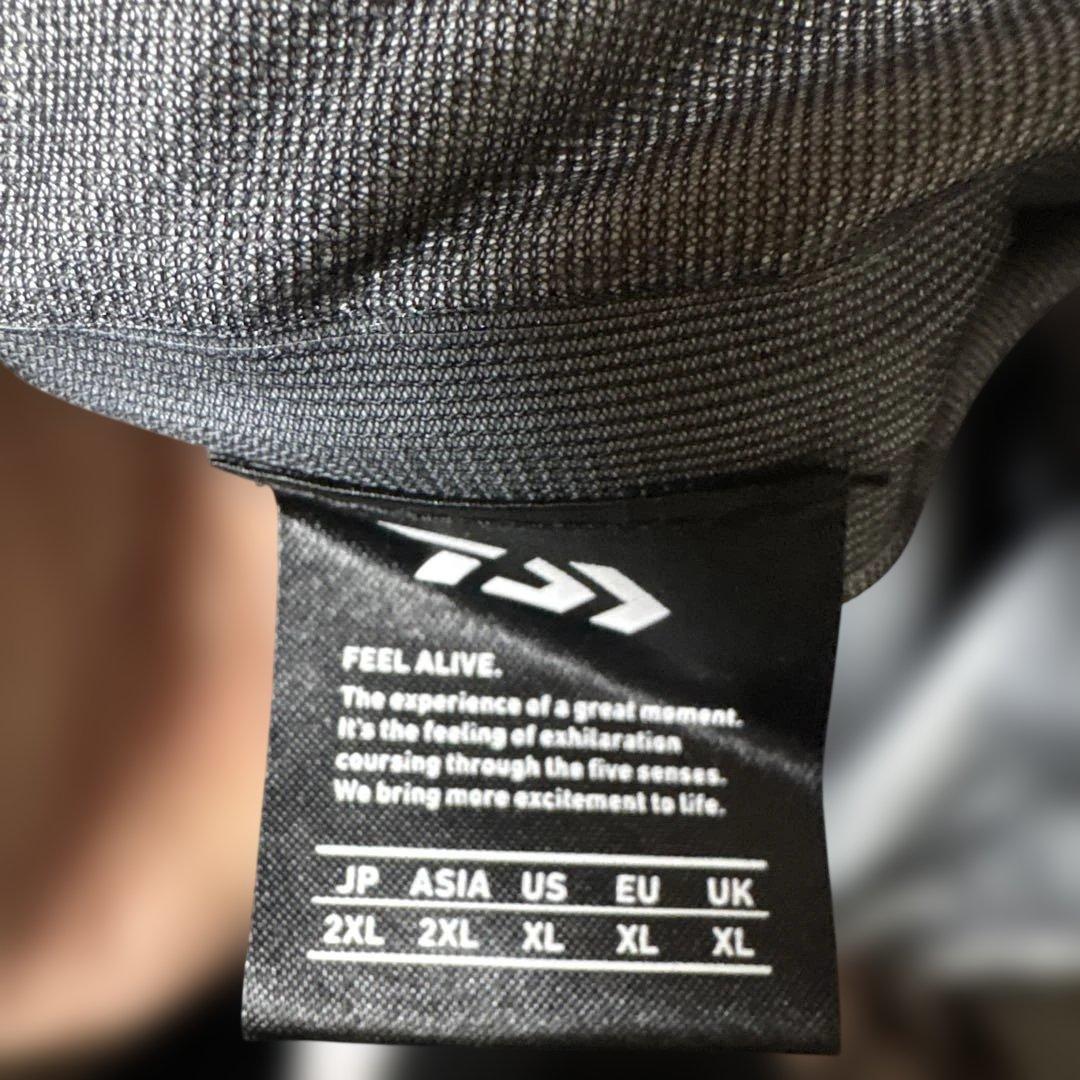 FEEL ALIVE.
The experience of a great moment.
It's the feeling of exhilaration
coursing through the five senses.
We bring more excitement to life.
JP ASIA US EU UK
2XL 2XL XL XL XL